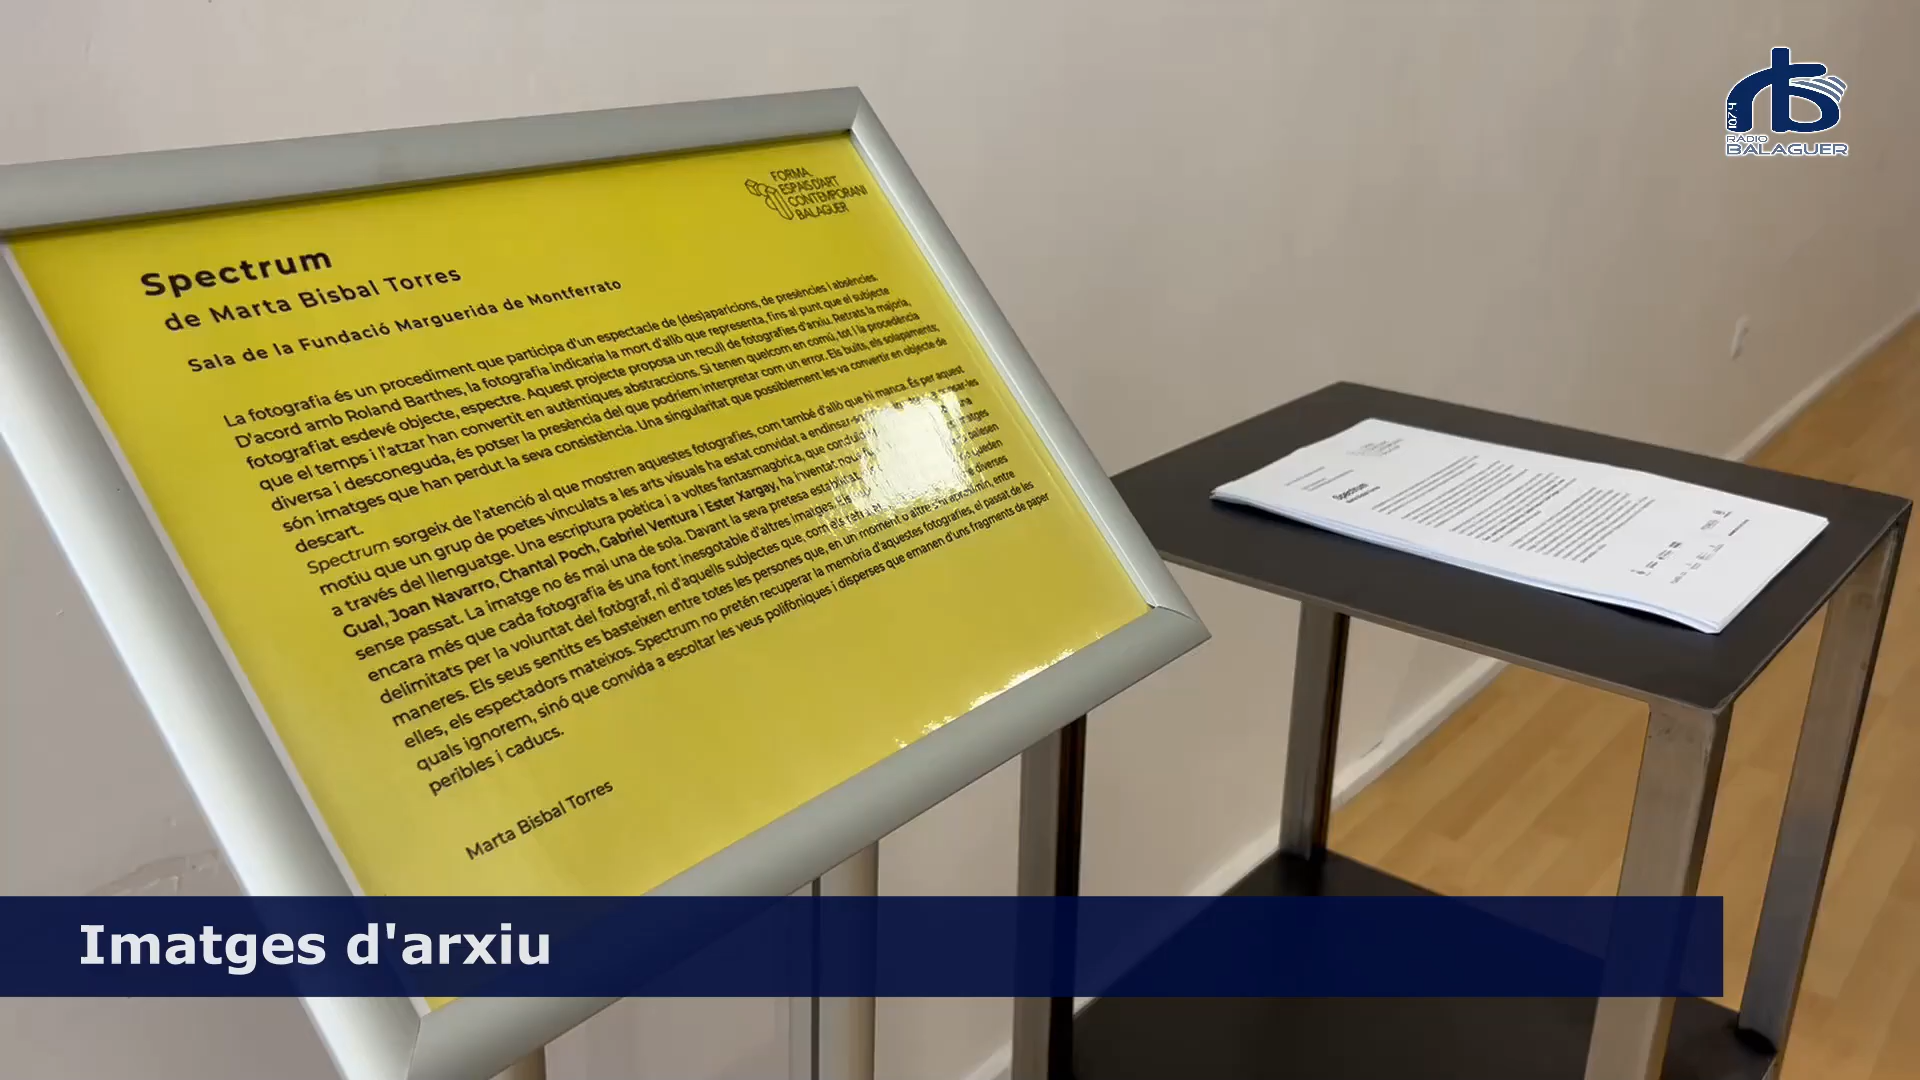 107.4
RÀDIO
BALAGUER
FORMA.
ESPAIS D'ART
CONTEMPORANI
BALAGUER
Spectrum
de Marta Bisbal Torres
Sala de la Fundació Marguerida de Montferrato
La fotografia és un procediment que participa d'un espectacle de (des)aparicions, de presències i absències.
D'acord amb Roland Barthes, la fotografia indicaria la mort d'allò que representa, fins al punt que el subjecte
fotografiat esdevé objecte, espectre. Aquest projecte proposa un recull de fotografies d'arxiu. Retrats la majoria,
que el temps i l'atzar han convertit en autèntiques abstraccions. Si tenen quelcom en comú, tot i la procedència
diversa i desconeguda, és potser la presència del que podríem interpretar com un error. Els buits, els solapaments;
són imatges que han perdut la seva consistència. Una singularitat que possiblement les va convertir en objecte de
descart.
Spectrum sorgeix de l'atenció al que mostren aquestes fotografies, com també d'allò que hi manca. És per aquest
motiu que un grup de poetes vinculats a les arts visuals ha estat convidat a endinsar-s
a través del llenguatge. Una escriptura poètica i a voltes fantasmagòrica, que
Gual, Joan Navarro, Chantal Poch, Gabriel Ventura i Ester Xargay, ha inventat
sense passat. La imatge no és mai una de sola. Davant la seva pretesa
encara més que cada fotografia és una font inesgotable d'altres imatges.
delimitats per la voluntat del fotògraf, ni d'aquells subjectes que, com els diverses
maneres. Els seus sentits es basteixen entre totes les persones que, en un moment o altre, entre
elles, els espectadors mateixos. Spectrum no pretén recuperar la memòria d'aquestes fotografies, el passat de les
quals ignorem, sinó que convida a escoltar les veus polifòniques i disperses que emanen d'uns fragments de paper
peribles i caducs.
Marta Bisbal Torres
Spectrum
Imatges d'arxiu